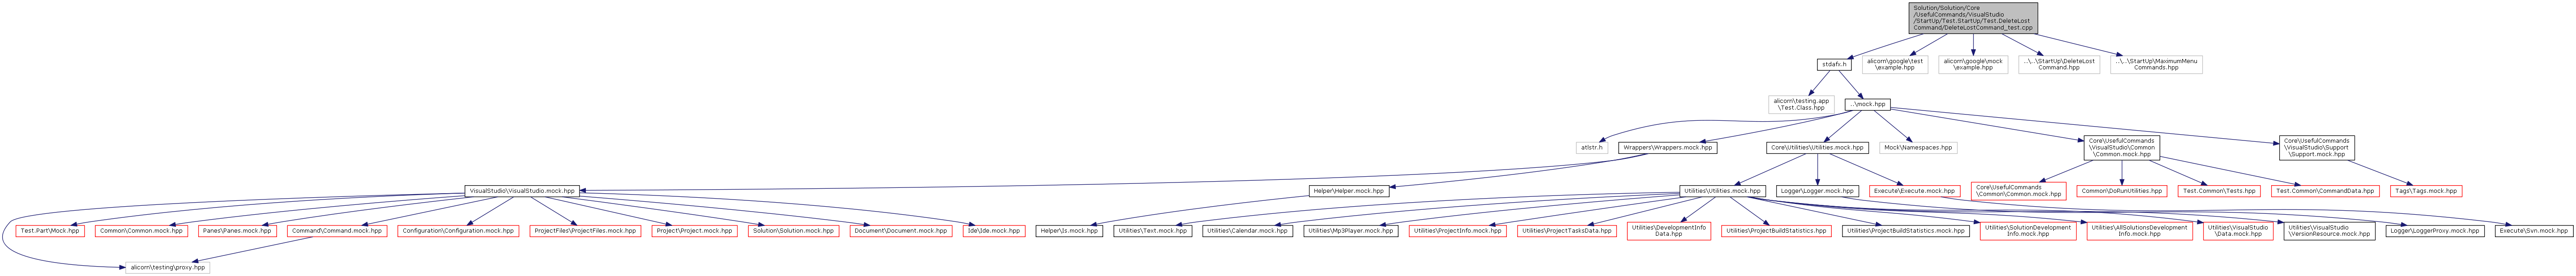 Solution/Solution/Core
/UsefulCommands/VisualStudio
/StartUp/Test.StartUp/Test.DeleteLost
Command/DeleteLostCommand_test.cpp
stdafx.h
alicorn\google\test
\example.hpp
alicorn\google\mock
\example.hpp
..\..\StartUp\DeleteLost
Command.hpp
..\..\StartUp\MaximumMenu
Commands.hpp
alicorn\testing.app
\Test.Class.hpp
..\mock.hpp
atlstr.h
Wrappers\Wrappers.mock.hpp
Core\Utilities\Utilities.mock.hpp
Mock\Namespaces.hpp
Core\UsefulCommands
\VisualStudio\Common
\Common.mock.hpp
Core\UsefulCommands
\VisualStudio\Support
\Support.mock.hpp
VisualStudio\VisualStudio.mock.hpp
Helper\Helper.mock.hpp
Utilities\Utilities.mock.hpp
Logger\Logger.mock.hpp
Execute\Execute.mock.hpp
Core\UsefulCommands
\Common\Common.mock.hpp
Common\DoRunUtilities.hpp
Test.Common\Tests.hpp
Test.Common\CommandData.hpp
Tags\Tags.mock.hpp
Test.Part\Mock.hpp
Common\Common.mock.hpp
Panes\Panes.mock.hpp
Command\Command.mock.hpp
Configuration\Configuration.mock.hpp
ProjectFiles\ProjectFiles.mock.hpp
Project\Project.mock.hpp
Solution\Solution.mock.hpp
Document\Document.mock.hpp
Ide\Ide.mock.hpp
Helper\Js.mock.hpp
Utilities\Text.mock.hpp
Utilities\Calendar.mock.hpp
Utilities\Mp3Player.mock.hpp
Utilities\ProjectInfo.mock.hpp
Utilities\ProjectTasksData.hpp
Utilities\DevelopmentInfo
Data.hpp
Utilities\ProjectBuildStatistics.hpp
Utilities\ProjectBuildStatistics.mock.hpp
Utilities\SolutionDevelopment
Info.mock.hpp
Utilities\AllSolutionsDevelopment
Info.mock.hpp
Utilities\VisualStudio
\Data.mock.hpp
Utilities\VisualStudio
\VersionResource.mock.hpp
Logger\LoggerProxy.mock.hpp
Execute\Svn.mock.hpp
alicorn\testing\proxy.hpp